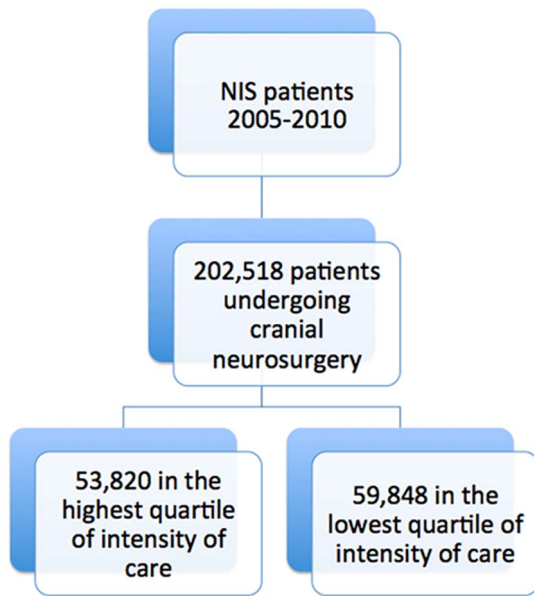 NIS patients
2005-2010
202,518 patients
undergoing
cranial
neurosurgery
53,820 in the
highest quartile
of intensity of
care
59,848 in the
lowest quartile of
intensity of care